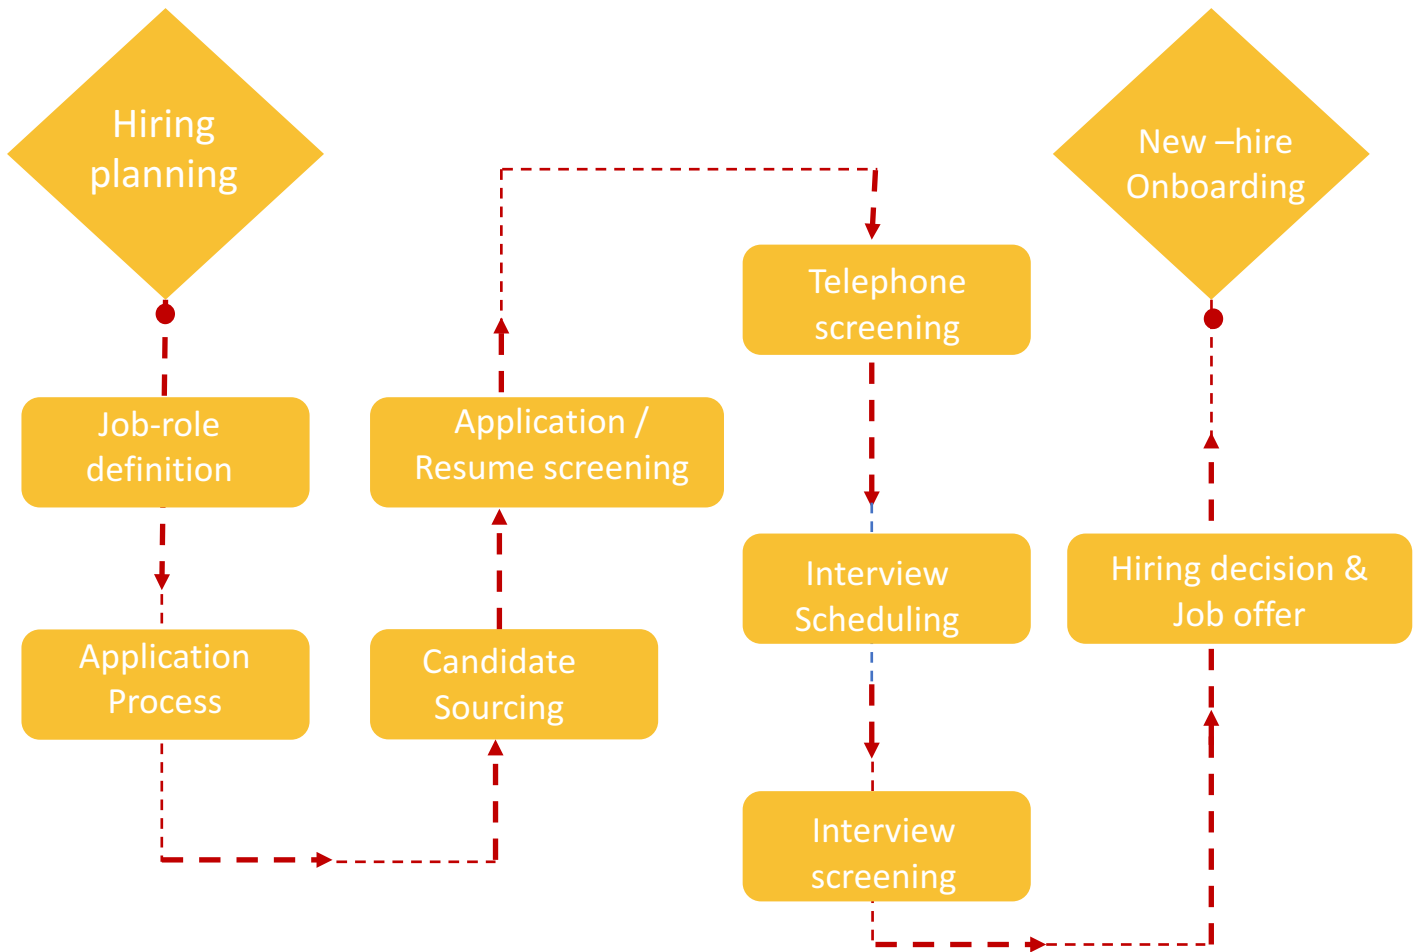 Hiring
planning
Job-role
definition
Application
Process
Candidate
Sourcing
Application /
Resume screening
Telephone
screening
Interview
Scheduling
Interview
screening
Hiring decision &
Job offer
New –hire
Onboarding